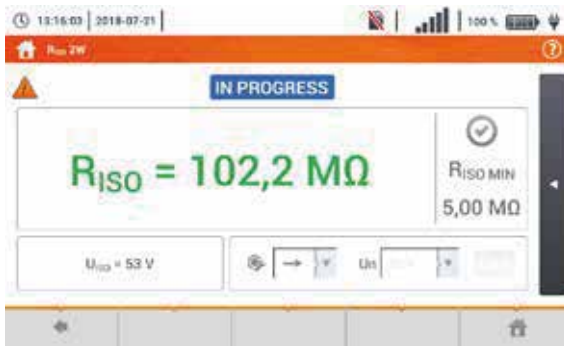 13:16:03 | 2018-07-21 | 100 %
RISO 2W
IN PROGRESS
RISO = 102,2 MΩ
RISO MIN
5,00 MΩ
UISO = 53 V
Un